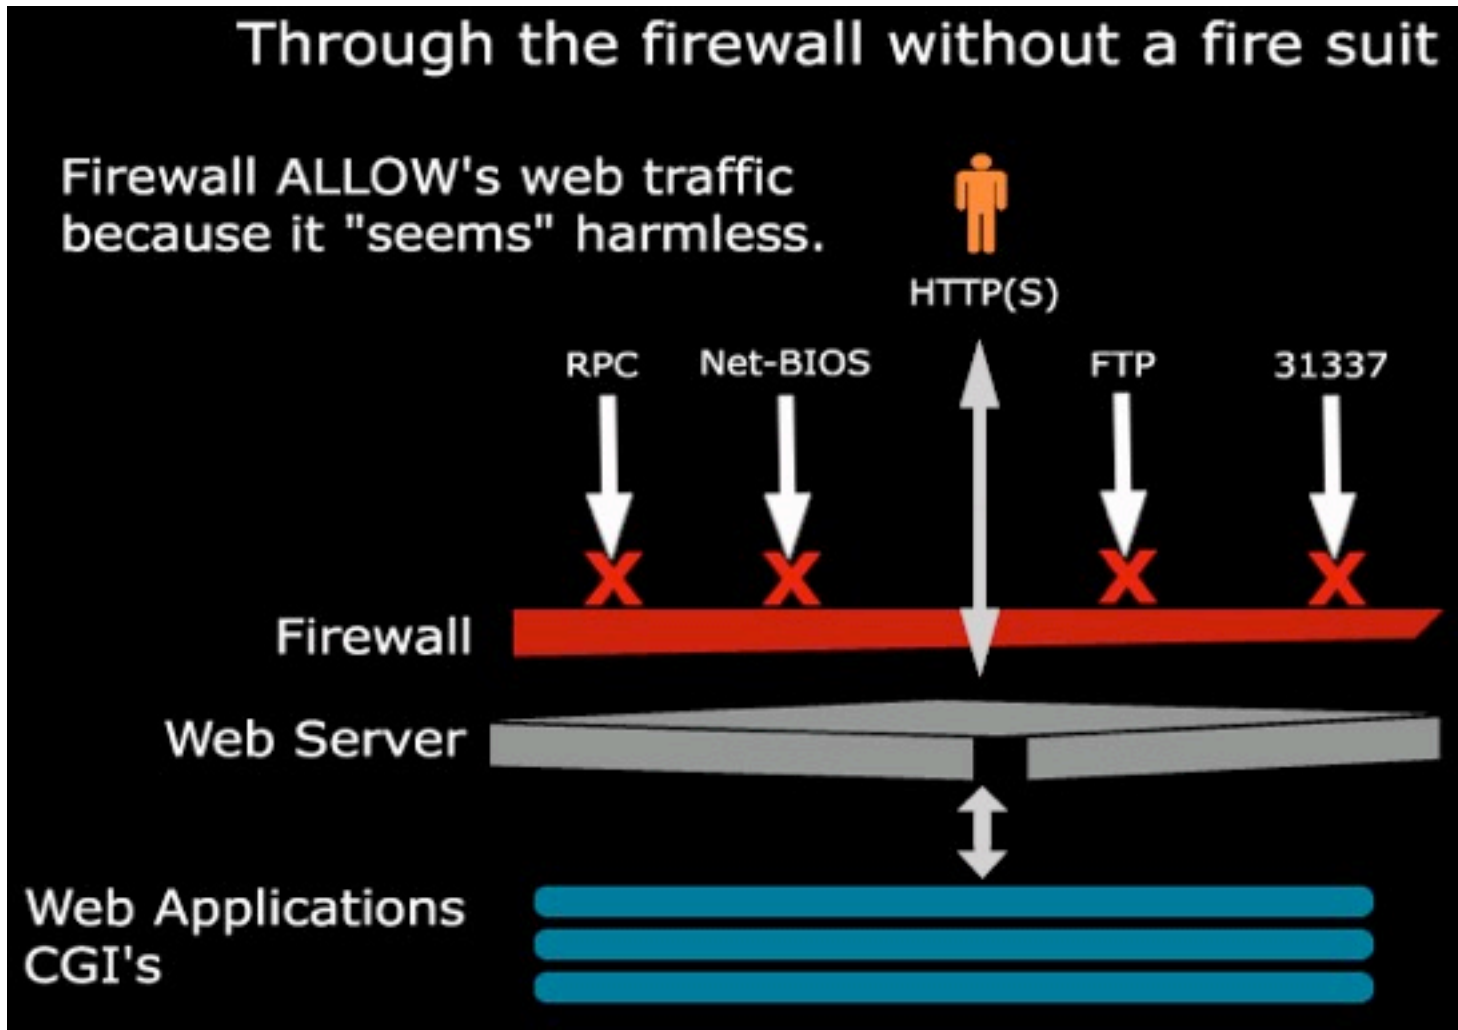 Through the firewall without a fire suit
Firewall ALLOW's web traffic
because it "seems" harmless.
HTTP(S)
RPC
Net-BIOS
FTP
31337
X
X
X
X
Firewall
Web Server
Web Applications
CGI's